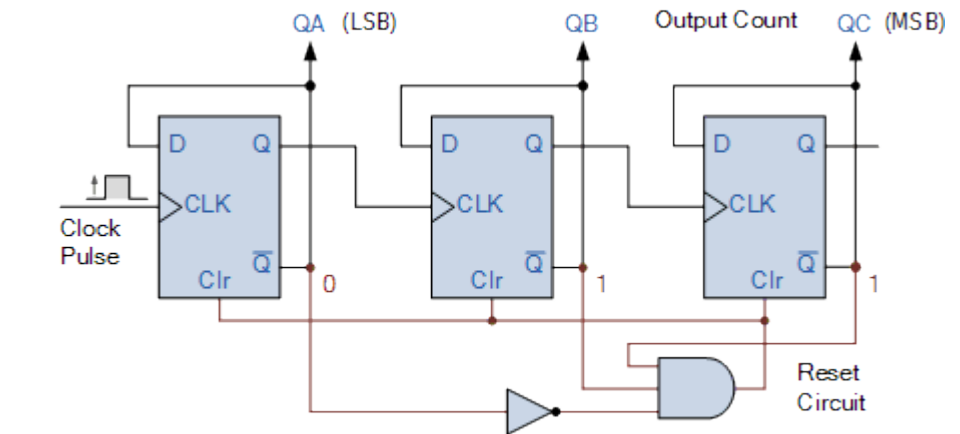 QA (LSB)
QB
Output Count
QC (MSB)
D Q
D Q
D Q
CLK
CLK
CLK
Clock
Pulse
Q̅
Q̅
Q̅
Clr
Clr
Clr
0
1
1
Reset
Circuit